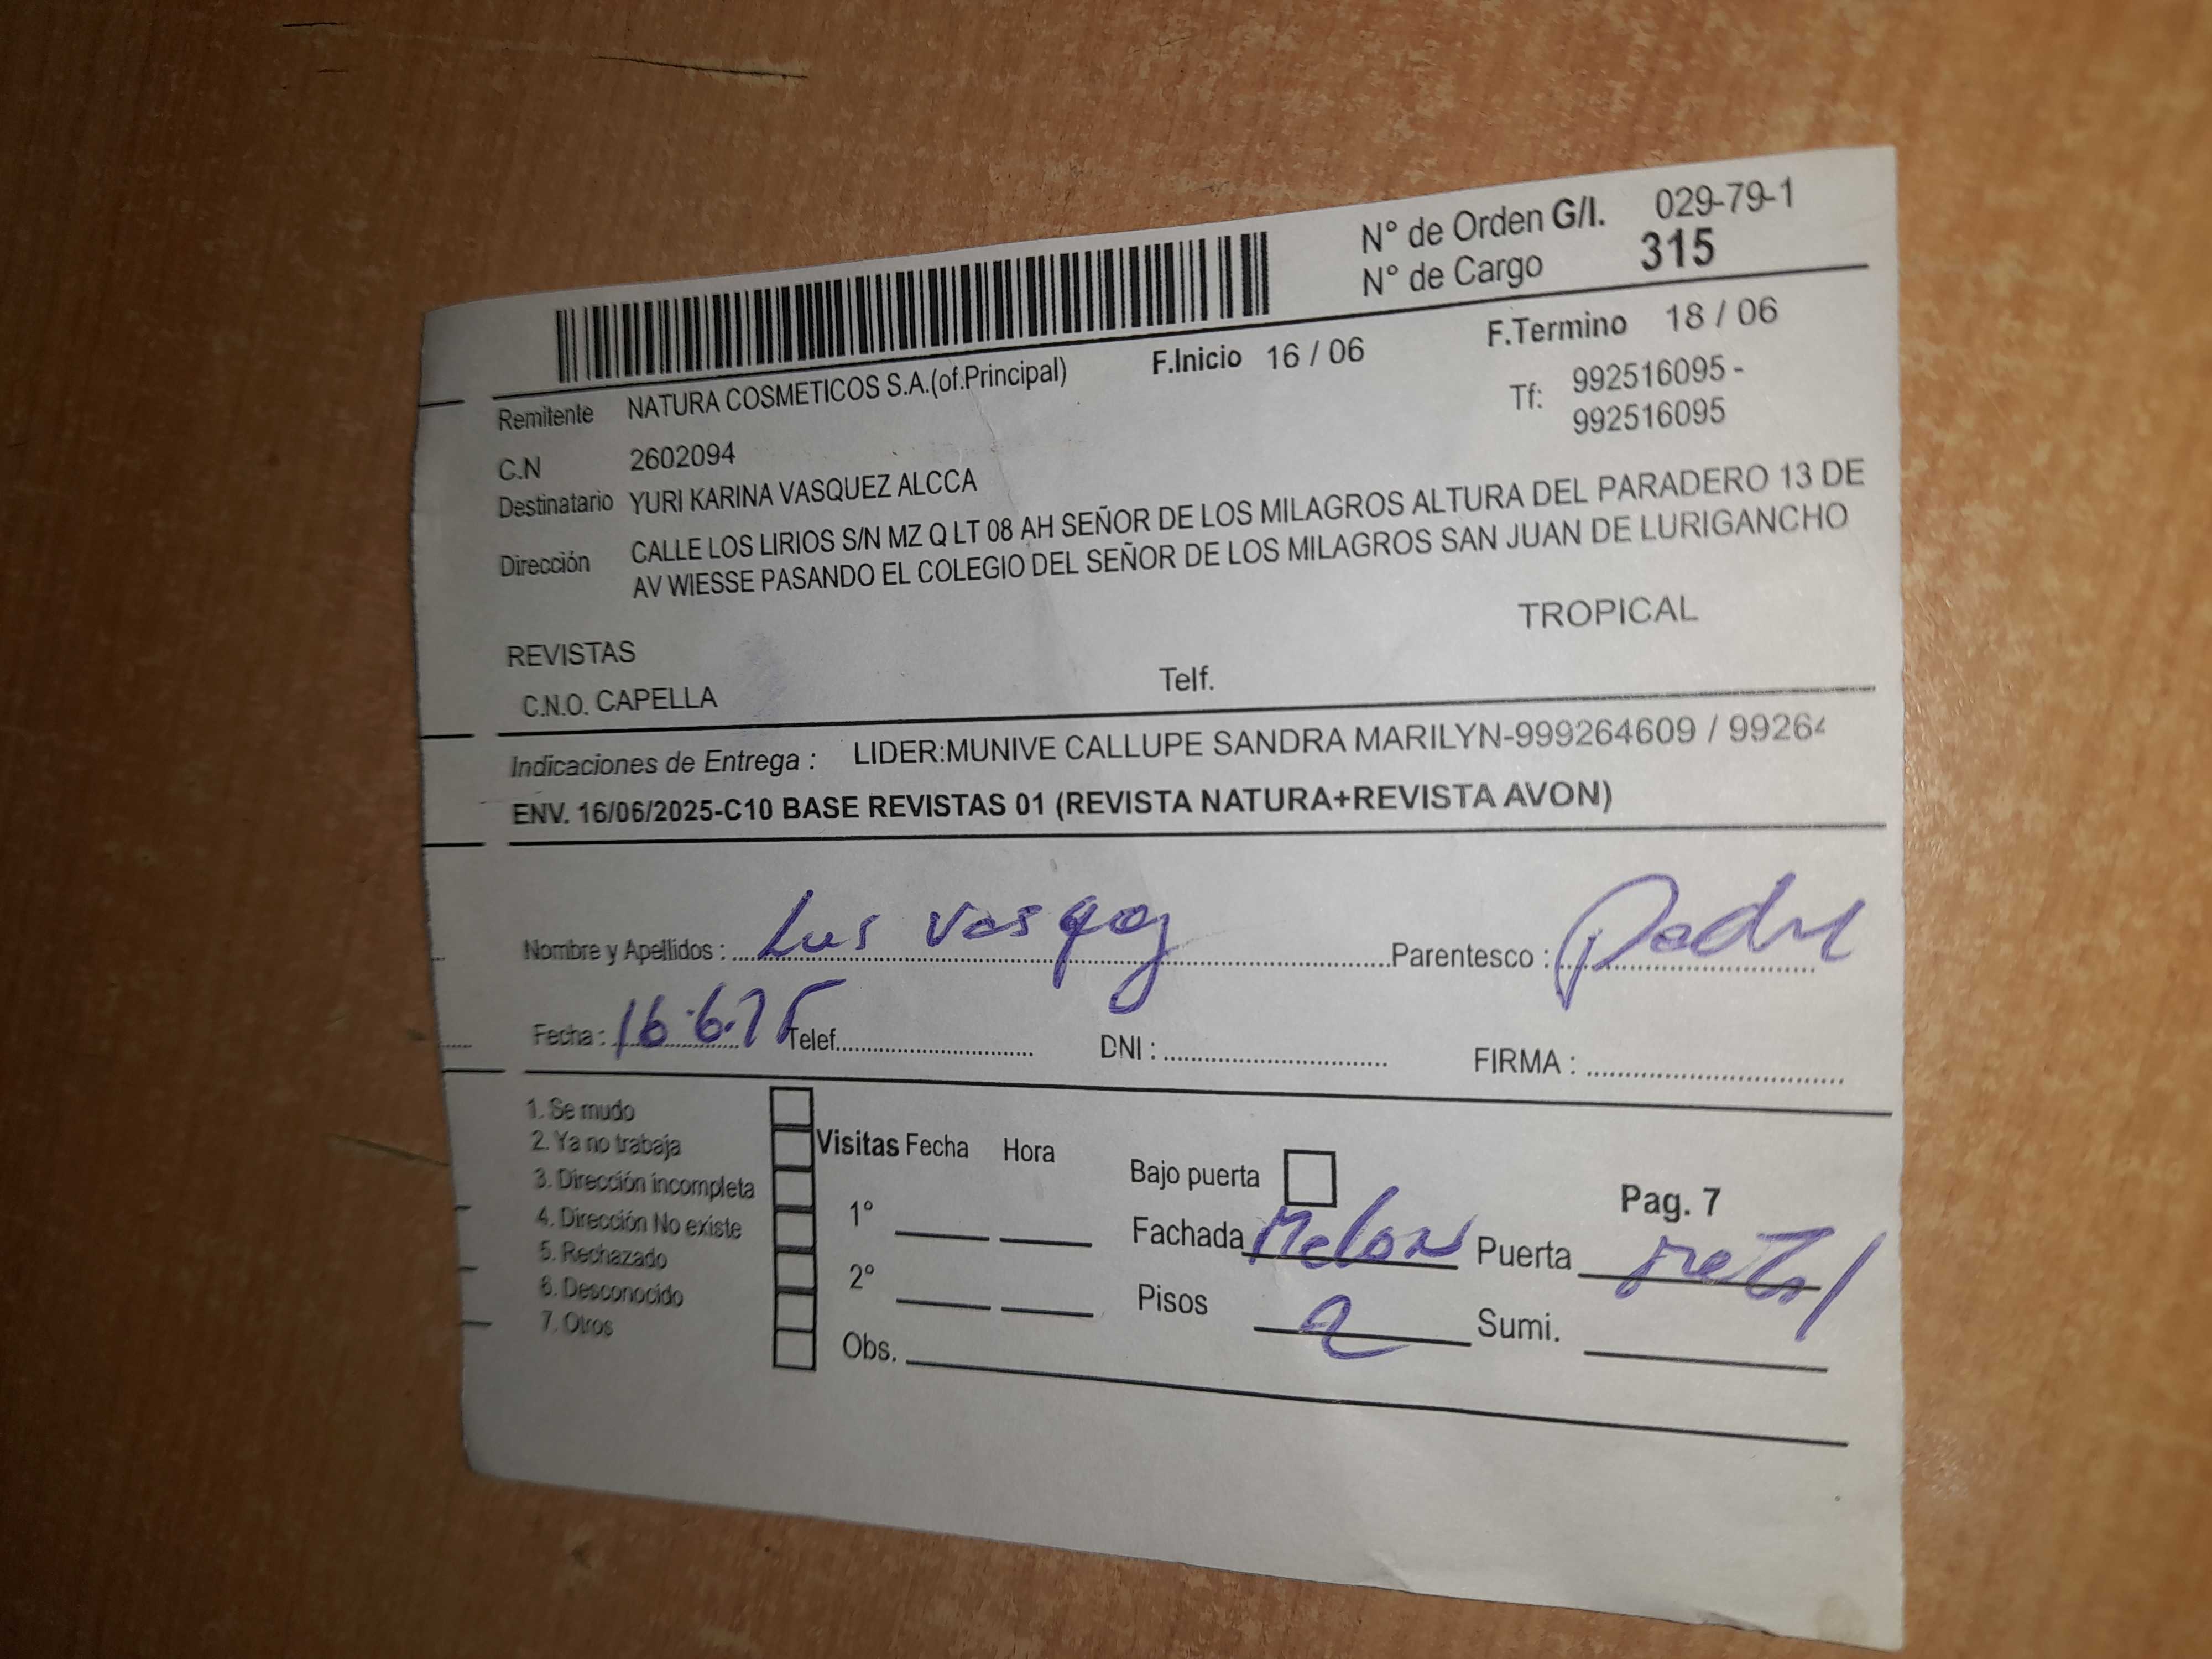 N° de Orden G/I. 029-79-1
N° de Cargo 315
Remitente NATURA COSMETICOS S.A.(of.Principal) F.Inicio 16 / 06 F.Termino 18 / 06
C.N 2602094 Tf: 992516095 -
992516095
Destinatario YURI KARINA VASQUEZ ALCCA
Dirección CALLE LOS LIRIOS S/N MZ Q LT 08 AH SEÑOR DE LOS MILAGROS ALTURA DEL PARADERO 13 DE
AV WIESSE PASANDO EL COLEGIO DEL SEÑOR DE LOS MILAGROS SAN JUAN DE LURIGANCHO
TROPICAL
REVISTAS
C.N.O. CAPELLA Telf.
Indicaciones de Entrega : LIDER:MUNIVE CALLUPE SANDRA MARILYN-999264609 / 99264
ENV. 16/06/2025-C10 BASE REVISTAS 01 (REVISTA NATURA+REVISTA AVON)
Nombre y Apellidos : Luis Vasqez Parentesco : Padre
Fecha : 16.6.25 Telef. DNI : FIRMA :
1. Se mudo
2. Ya no trabaja
3. Dirección incompleta
4. Dirección No existe
5. Rechazado
6. Desconocido
7. Otros
Visitas Fecha Hora
1°
2°
Obs.
Bajo puerta Pag. 7
Fachada Melon Puerta metal
Pisos 2 Sumi.